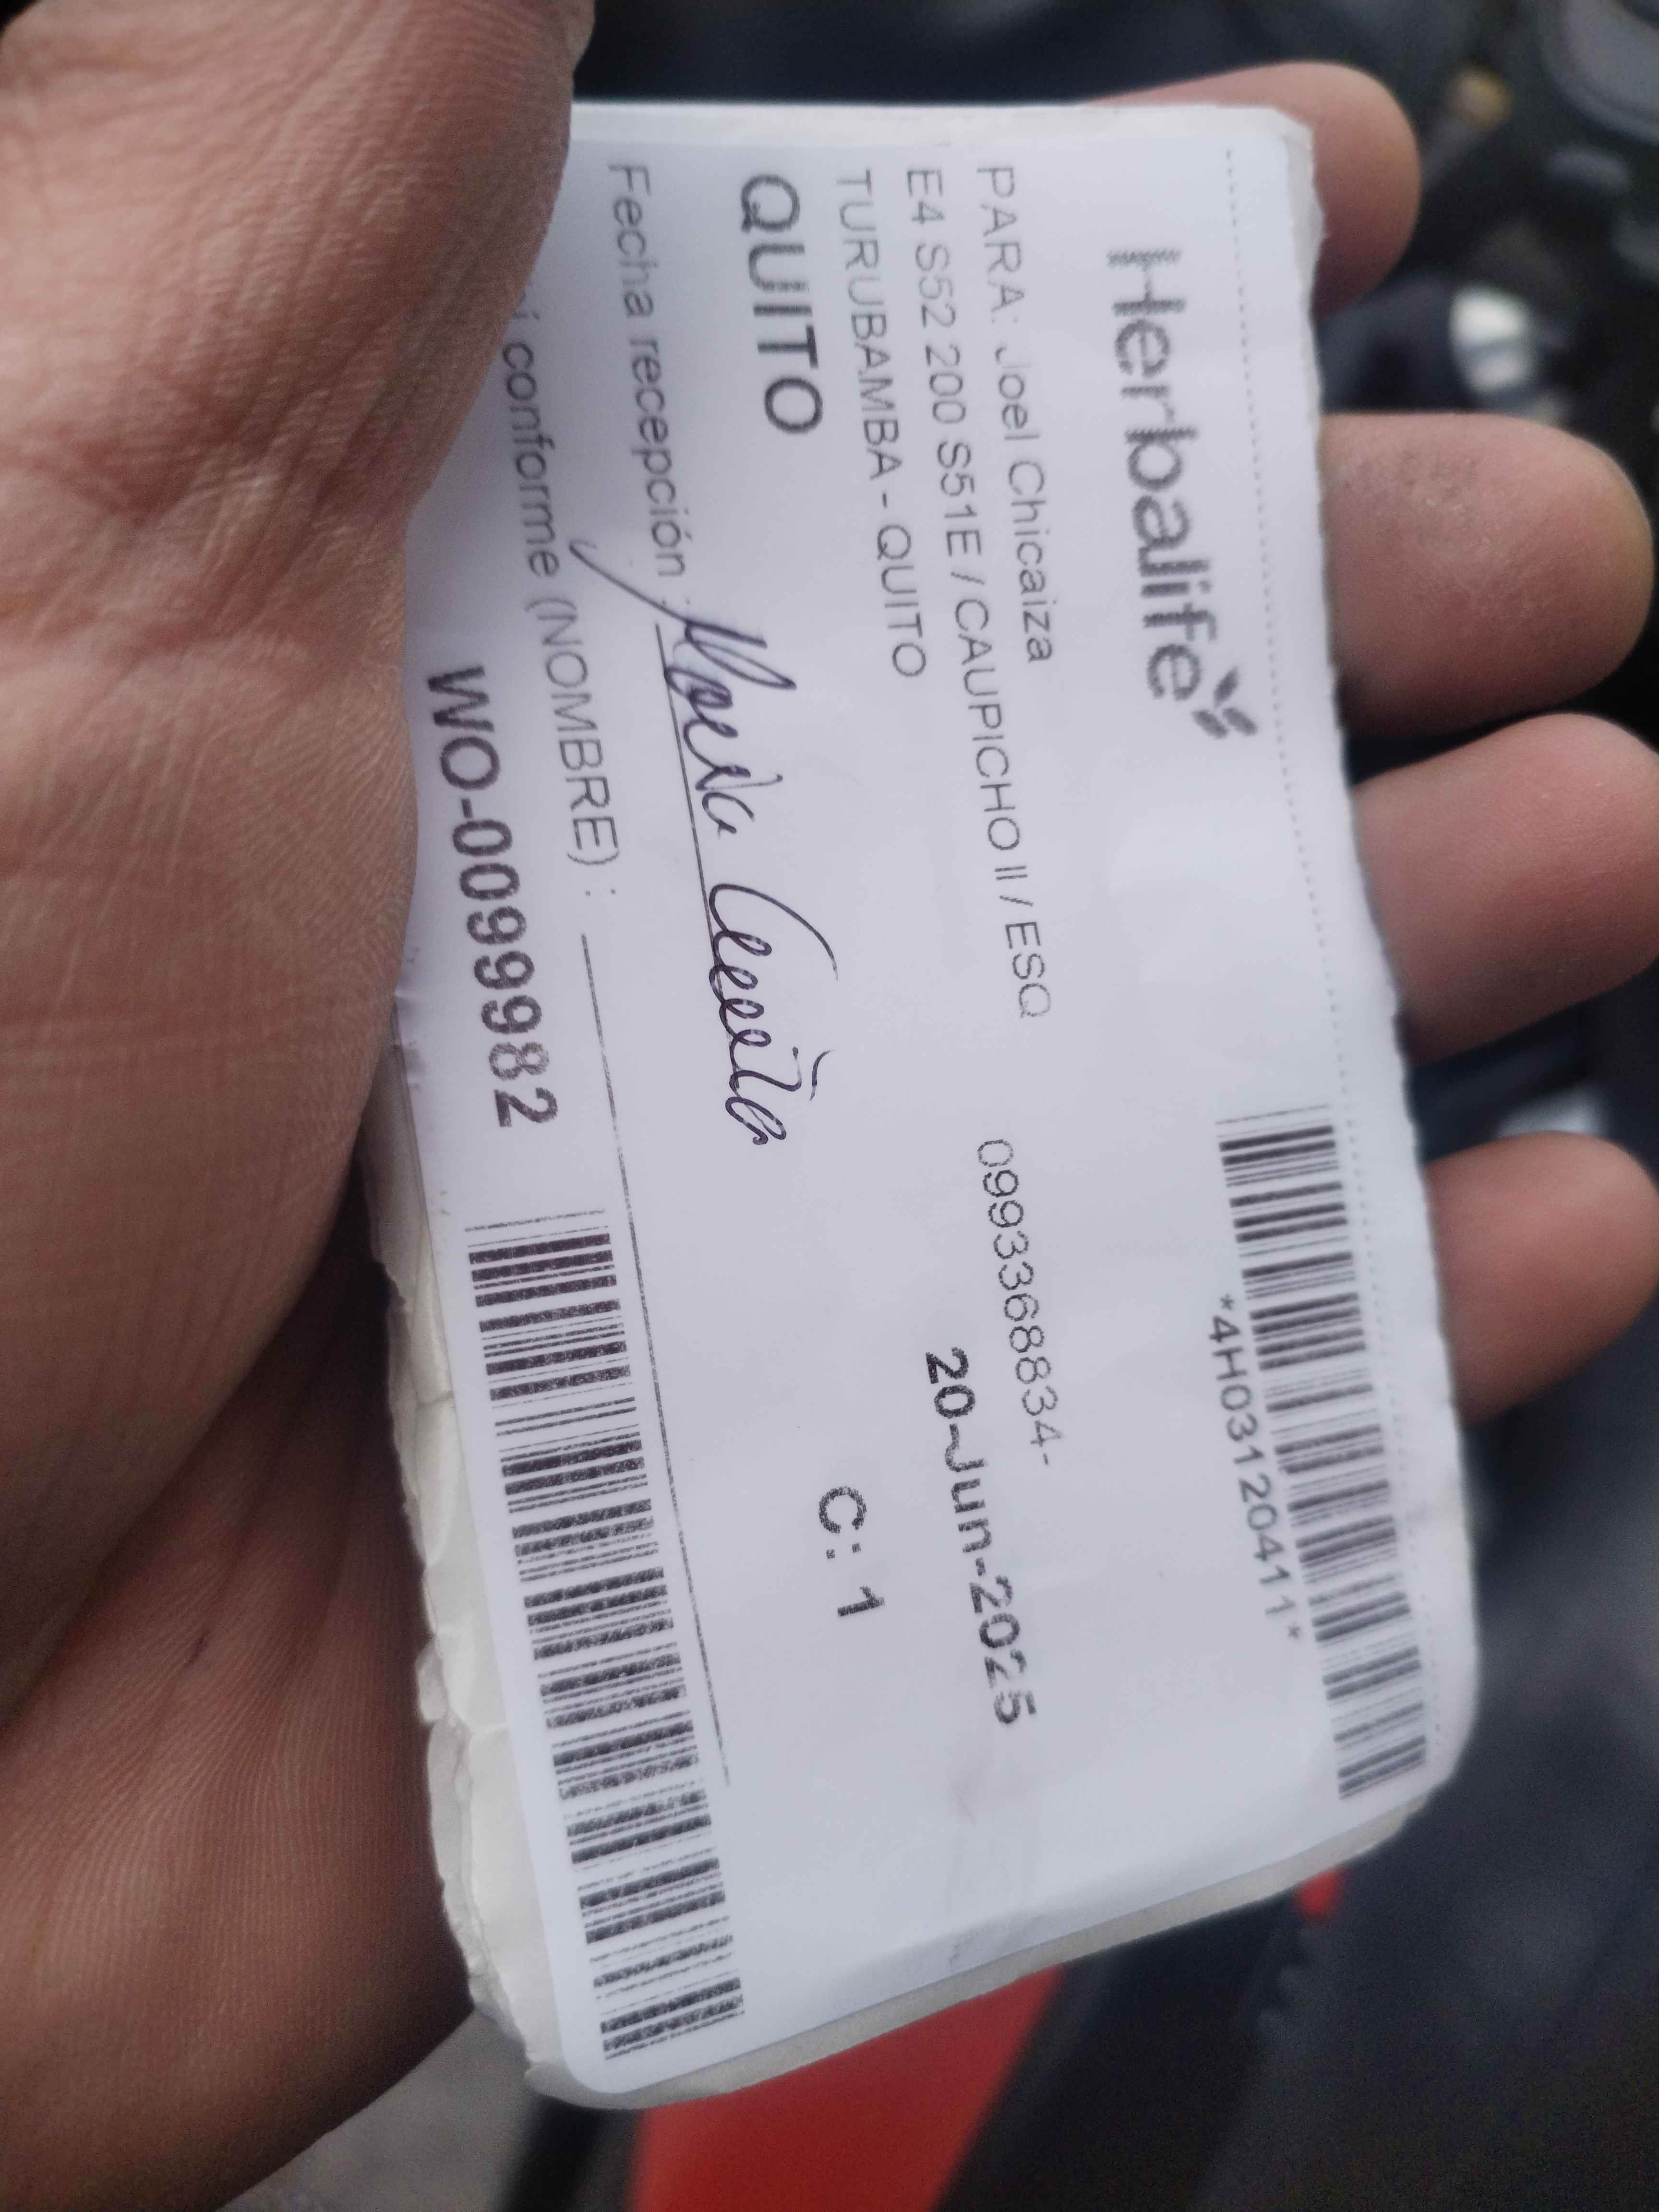 Herbalife
*4H03120411*
PARA: Joel Chicaiza
0993368834-
E4 S52 200 S51E / CAUPICHO II / ESQ
20-Jun-2025
TURUBAMBA - QUITO
C: 1
QUITO
Fecha recepción :
í conforme (NOMBRE) :
WO-0099982